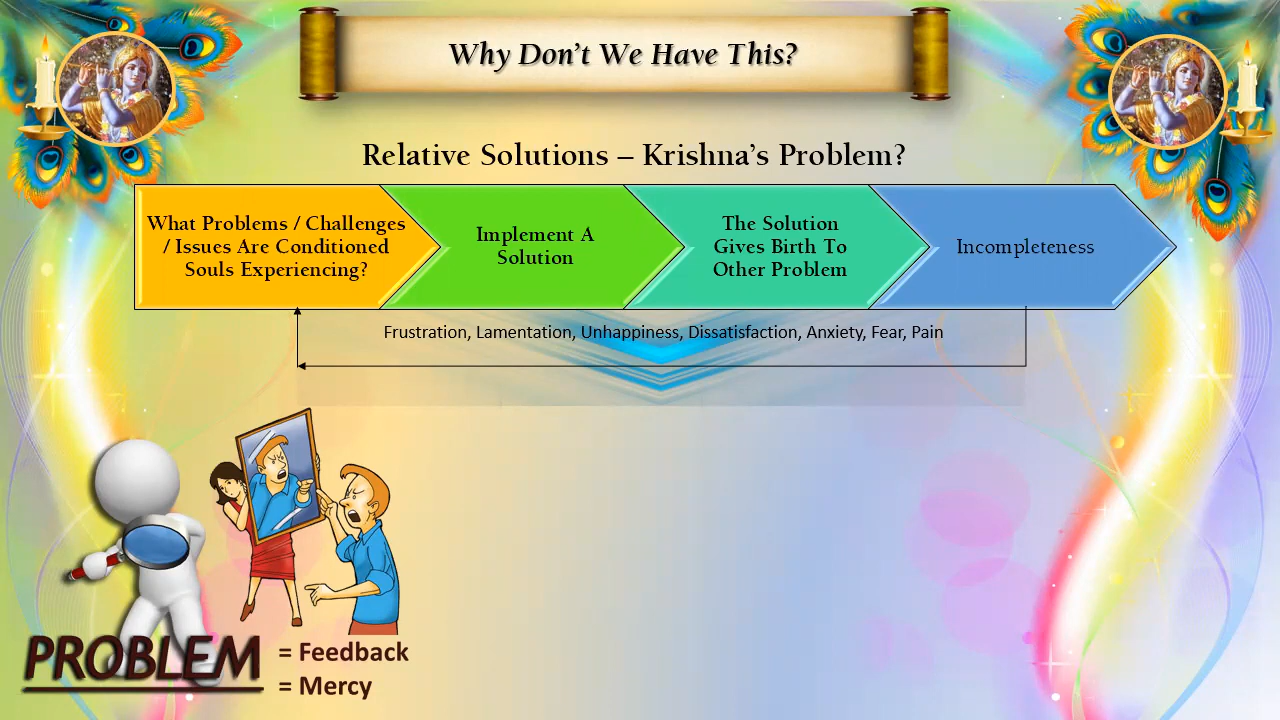 Why Don't We Have This?
Relative Solutions – Krishna's Problem?
What Problems / Challenges
/ Issues Are Conditioned
Souls Experiencing?
Implement A
Solution
The Solution
Gives Birth To
Other Problem
Incompleteness
Frustration, Lamentation, Unhappiness, Dissatisfaction, Anxiety, Fear, Pain
PROBLEM
= Feedback
= Mercy